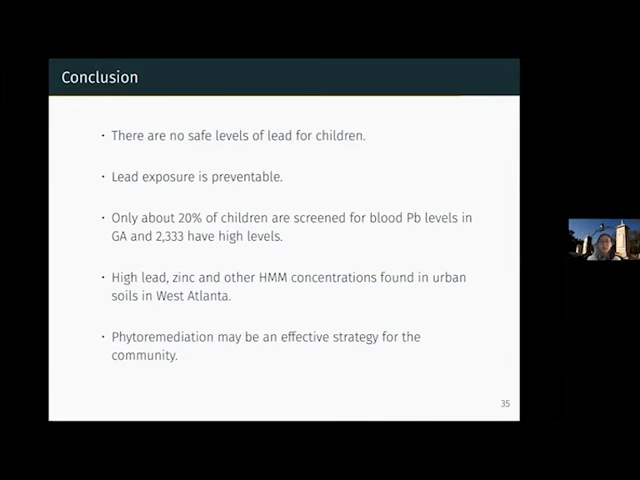 Conclusion
· There are no safe levels of lead for children.
· Lead exposure is preventable.
· Only about 20% of children are screened for blood Pb levels in
GA and 2,333 have high levels.
· High lead, zinc and other HMM concentrations found in urban
soils in West Atlanta.
· Phytoremediation may be an effective strategy for the
community.
35